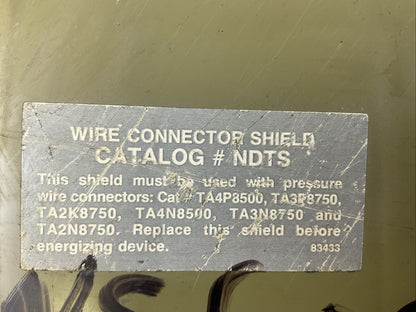 WIRE CONNECTOR SHIELD
CATALOG # NDTS
This shield must be used with pressure
wire connectors: Cat # TA4P8500, TA3P8750,
TA2K8750, TA4N8500, TA3N8750 and
TA2N8750. Replace this shield before
energizing device.
83433